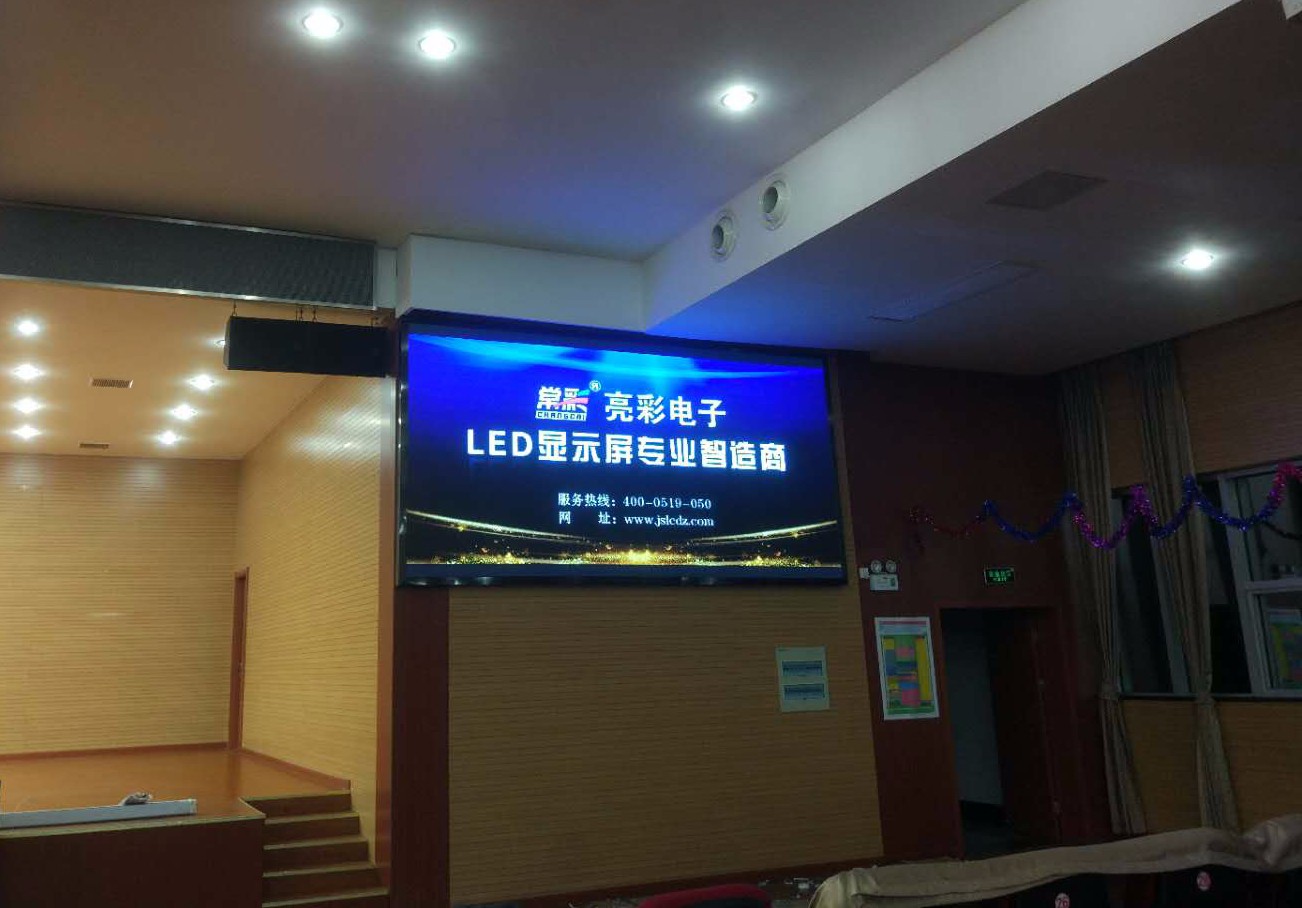 常彩® 亮彩电子
CHANGCAI
LED显示屏专业智造商
服务热线：400-0519-050
网　　址：www.jslcdz.com